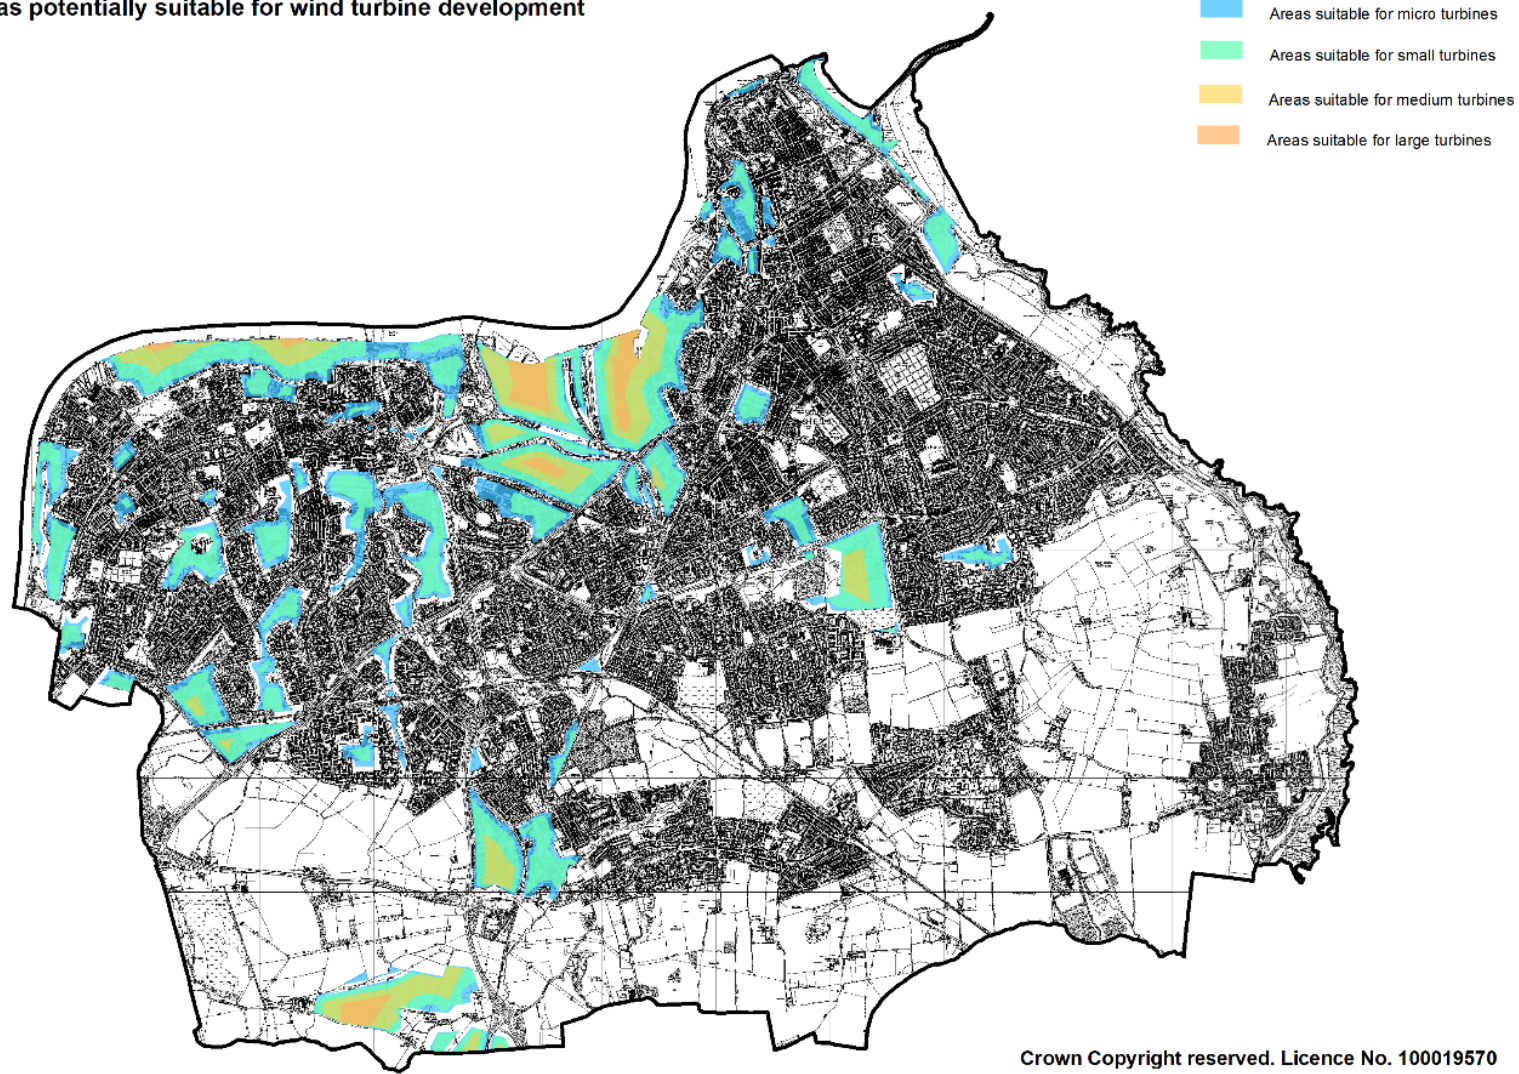 as potentially suitable for wind turbine development
Areas suitable for micro turbines
Areas suitable for small turbines
Areas suitable for medium turbines
Areas suitable for large turbines
Crown Copyright reserved. Licence No. 100019570